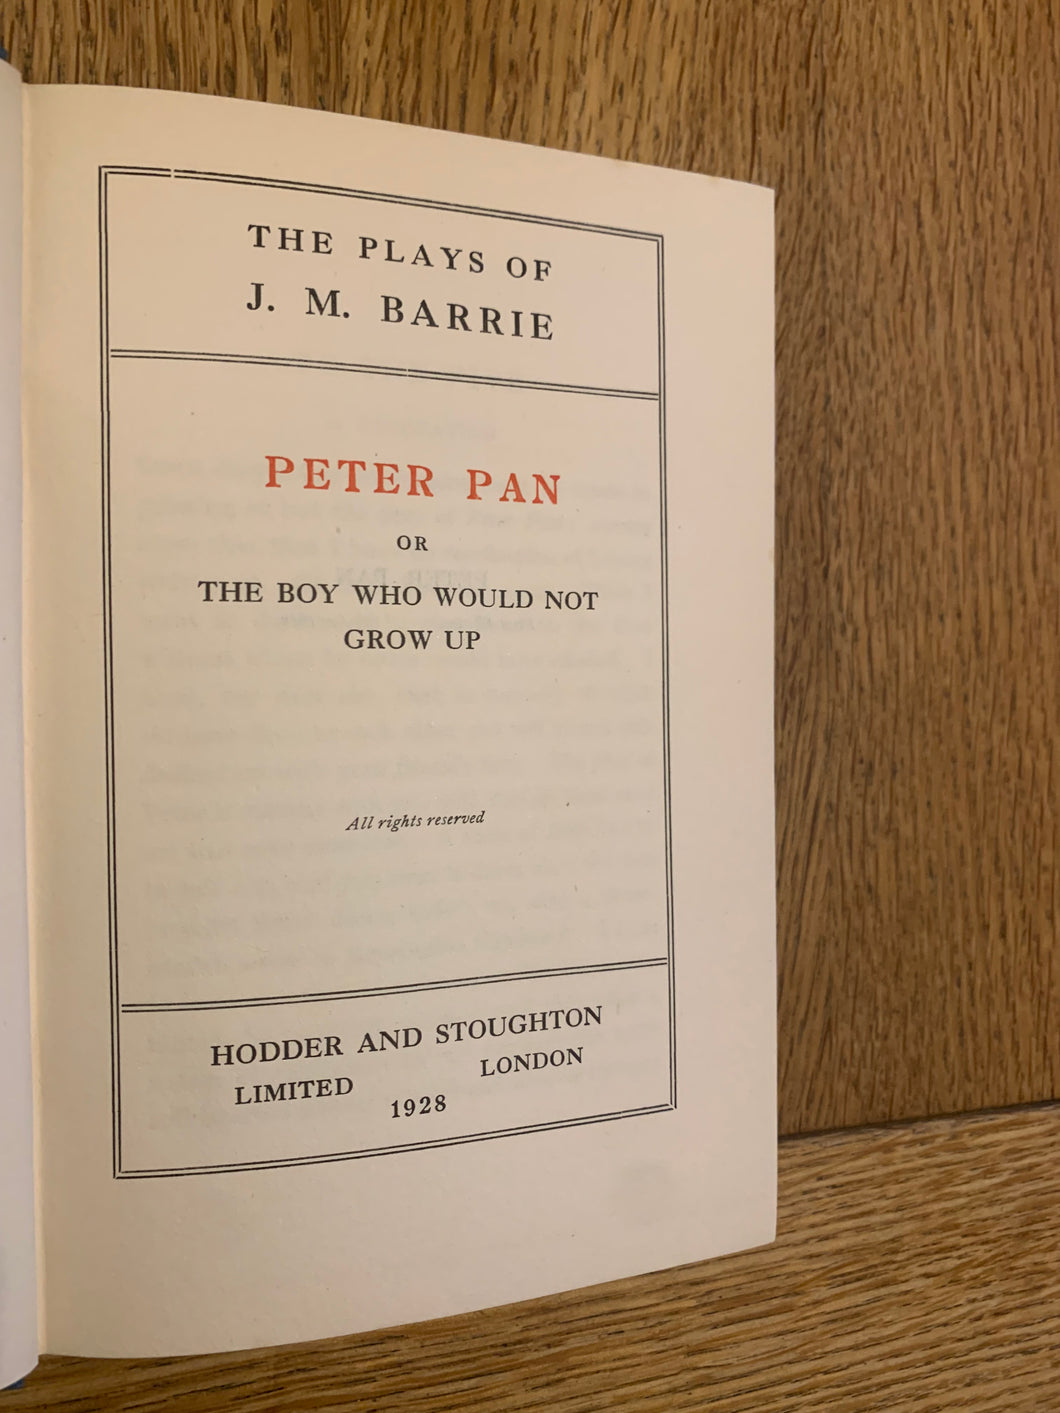 THE PLAYS OF
J. M. BARRIE
PETER PAN
OR
THE BOY WHO WOULD NOT
GROW UP
All rights reserved
HODDER AND STOUGHTON
LIMITED LONDON
1928